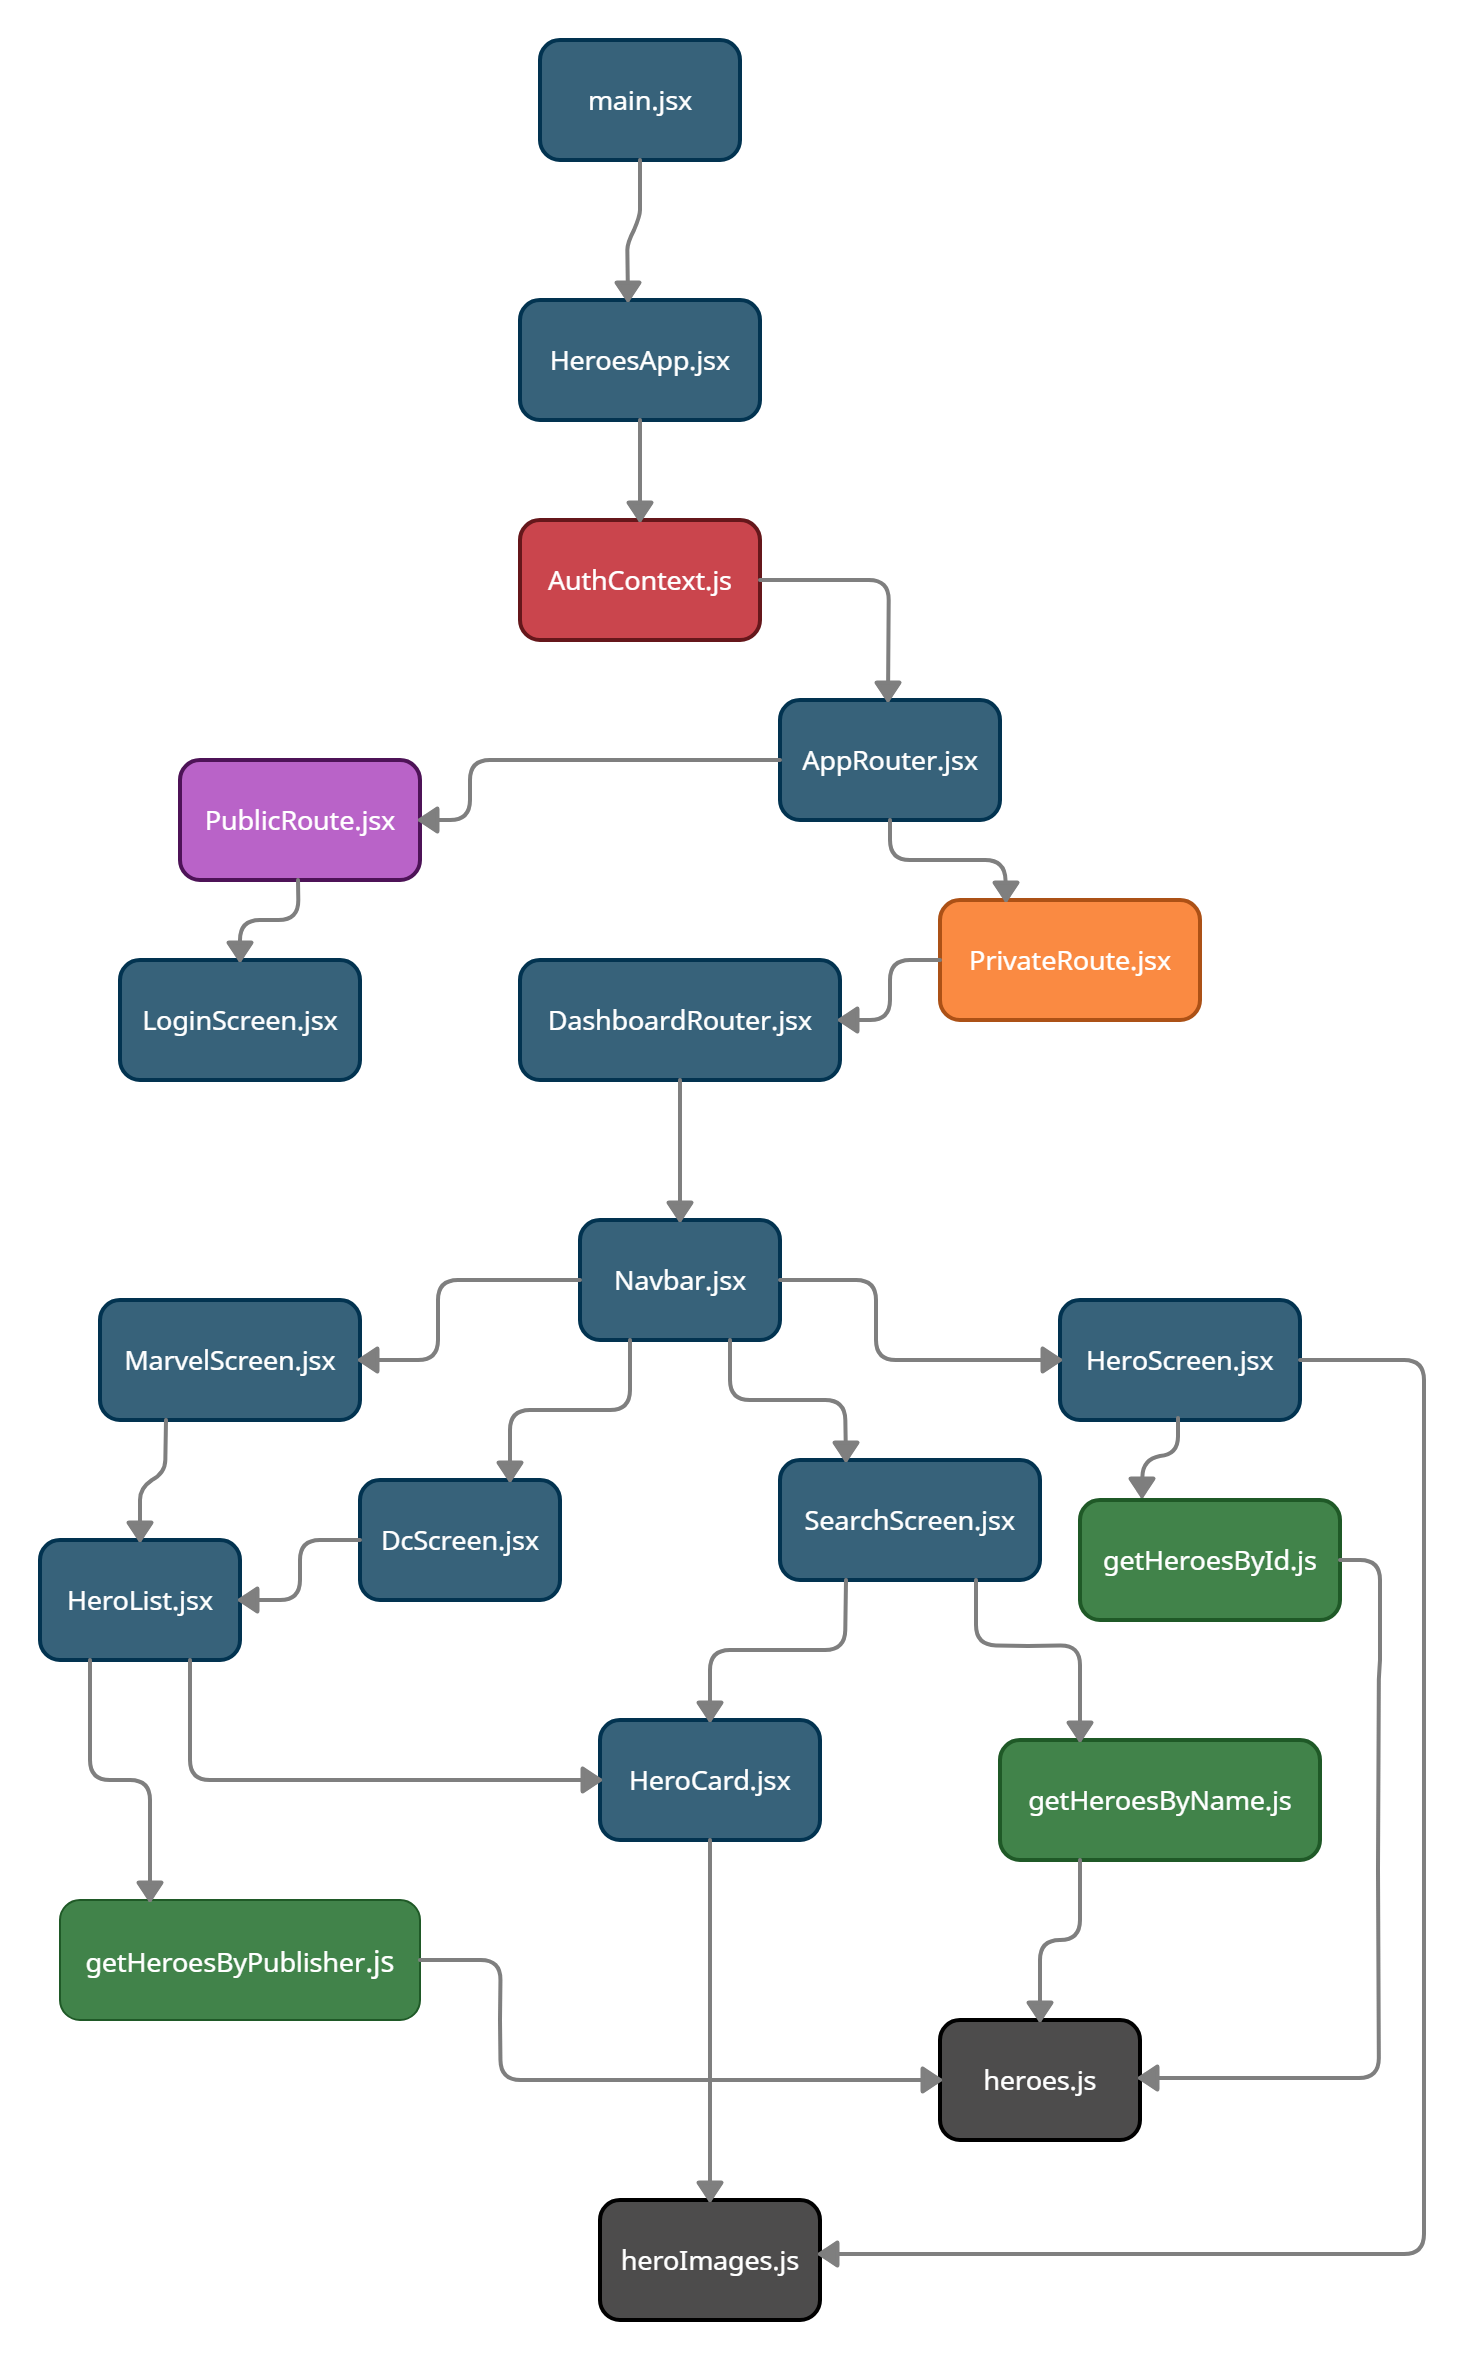 main.jsx
HeroesApp.jsx
AuthContext.js
AppRouter.jsx
PublicRoute.jsx
PrivateRoute.jsx
LoginScreen.jsx
DashboardRouter.jsx
Navbar.jsx
MarvelScreen.jsx
HeroScreen.jsx
SearchScreen.jsx
DcScreen.jsx
getHeroesById.js
HeroList.jsx
HeroCard.jsx
getHeroesByName.js
getHeroesByPublisher.js
heroes.js
heroImages.js